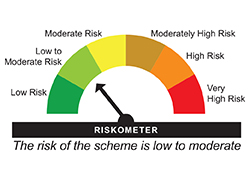 Moderate Risk
Moderately High Risk
Low to
Moderate Risk
High Risk
Low Risk
Very
High Risk
RISKOMETER
The risk of the scheme is low to moderate